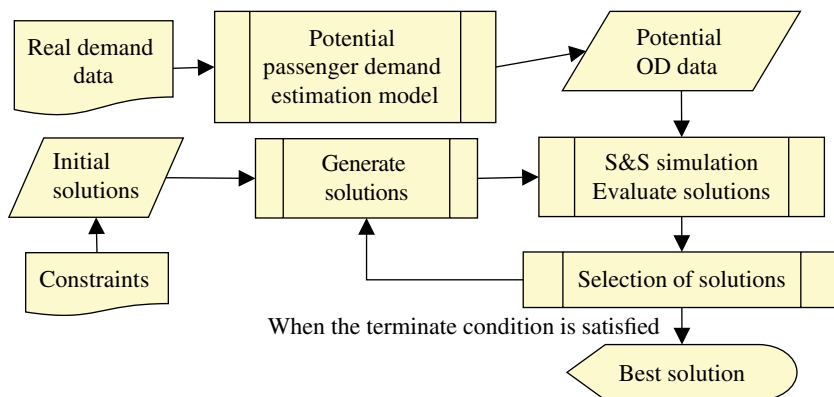 Real demand
data
Potential
passenger demand
estimation model
Potential
OD data
Initial
solutions
Generate
solutions
S&S simulation
Evaluate solutions
Constraints
Selection of solutions
When the terminate condition is satisfied
Best solution